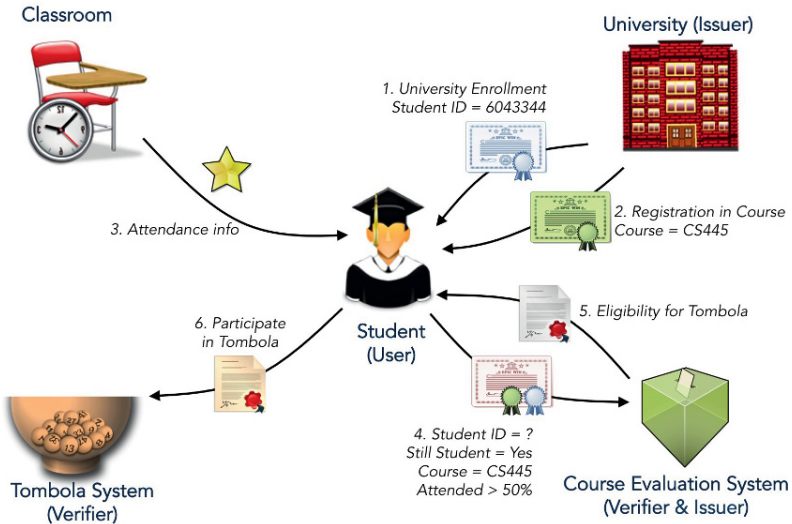 Classroom
University (Issuer)
1. University Enrollment
Student ID = 6043344
2. Registration in Course
Course = CS445
3. Attendance info
Student
(User)
5. Eligibility for Tombola
6. Participate
in Tombola
4. Student ID = ?
Still Student = Yes
Course = CS445
Attended > 50%
Tombola System
(Verifier)
Course Evaluation System
(Verifier & Issuer)